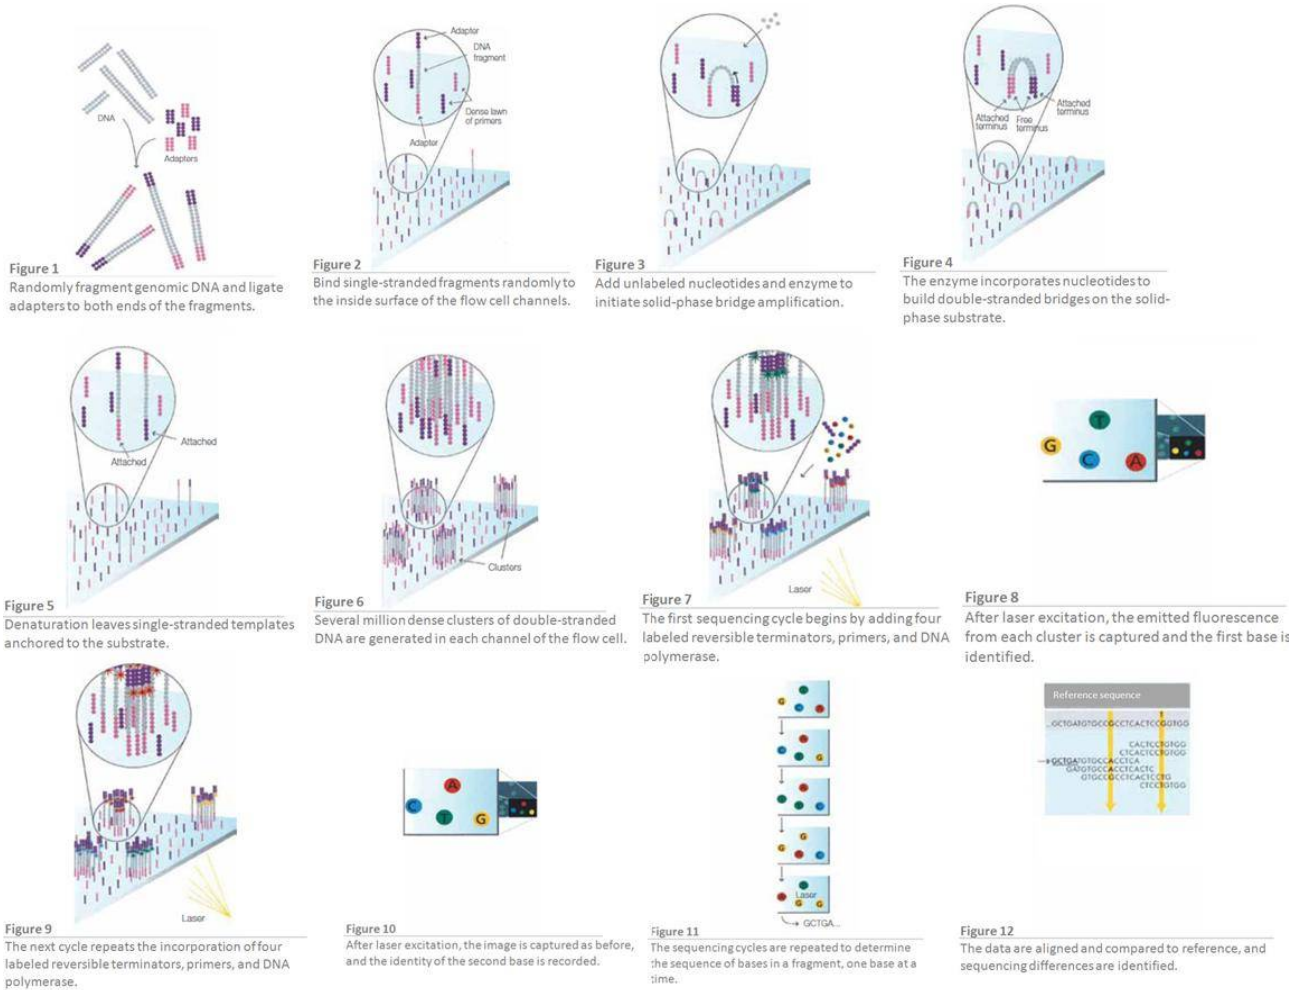 DNA
Adapters
Figure 1
Randomly fragment genomic DNA and ligate
adapters to both ends of the fragments.
Adapter
DNA
fragment
Dense lawn
of primers
Adapter
Figure 2
Bind single-stranded fragments randomly to
the inside surface of the flow cell channels.
Figure 3
Add unlabeled nucleotides and enzyme to
initiate solid-phase bridge amplification.
Attached
terminus
Free
terminus
Attached
terminus
Figure 4
The enzyme incorporates nucleotides to
build double-stranded bridges on the solid-
phase substrate.
Attached
Attached
Figure 5
Denaturation leaves single-stranded templates
anchored to the substrate.
Clusters
Figure 6
Several million dense clusters of double-stranded
DNA are generated in each channel of the flow cell.
Laser
Figure 7
The first sequencing cycle begins by adding four
labeled reversible terminators, primers, and DNA
polymerase.
T
G
C
A
Figure 8
After laser excitation, the emitted fluorescence
from each cluster is captured and the first base is
identified.
Laser
Figure 9
The next cycle repeats the incorporation of four
labeled reversible terminators, primers, and DNA
polymerase.
A
C
T
G
Figure 10
After laser excitation, the image is captured as before,
and the identity of the second base is recorded.
Laser
GCTGA...
Figure 11
The sequencing cycles are repeated to determine
the sequence of bases in a fragment, one base at a
time.
Reference sequence
...GCTGATGTGCCGCCTCACTCCGGTGG
CACTCCTGTGG
CTCACTCCTGTGG
GCTGATGTGCCACCTCA
GATGTGCCACCTCACTC
GTGCCGCCTCACTCCTG
CTCCTGTGG
Figure 12
The data are aligned and compared to reference, and
sequencing differences are identified.